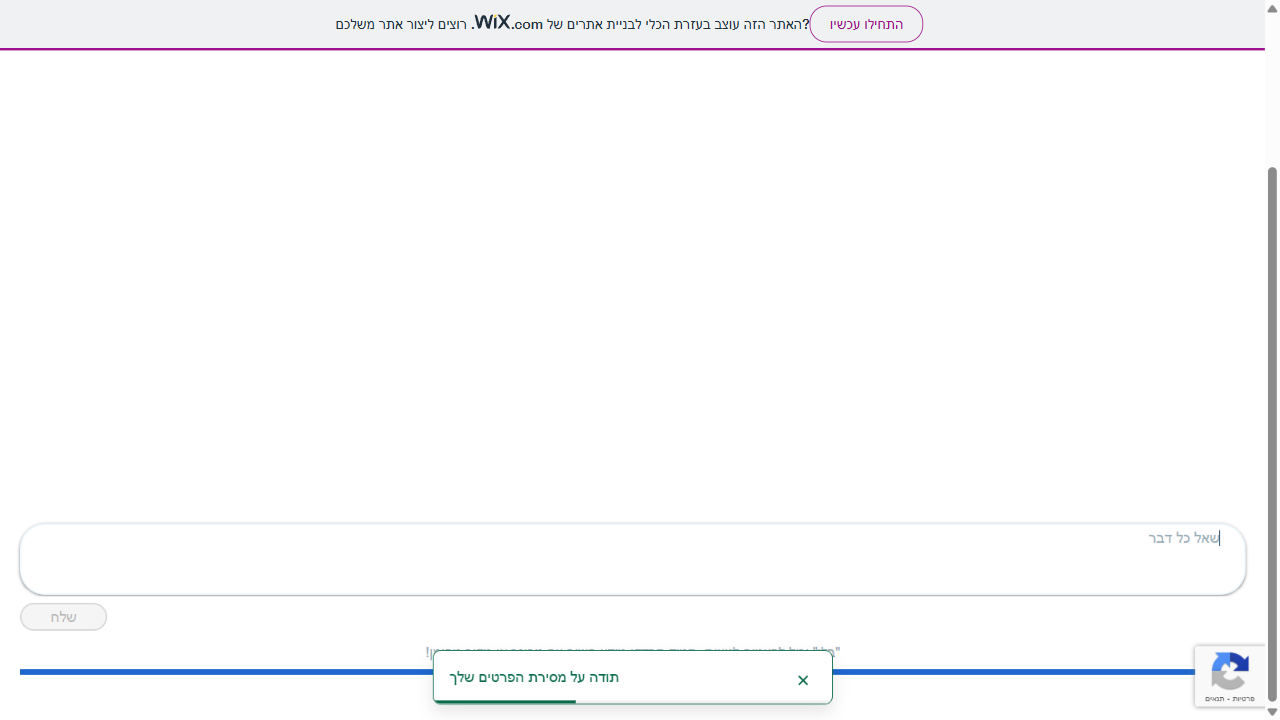 האתר הזה עוצב בעזרת הכלי לבניית אתרים של WiX.com. רוצים ליצור אתר משלכם?
התחילו עכשיו
שאל כל דבר
שלח
תודה על מסירת הפרטים שלך
פרטיות - תנאים